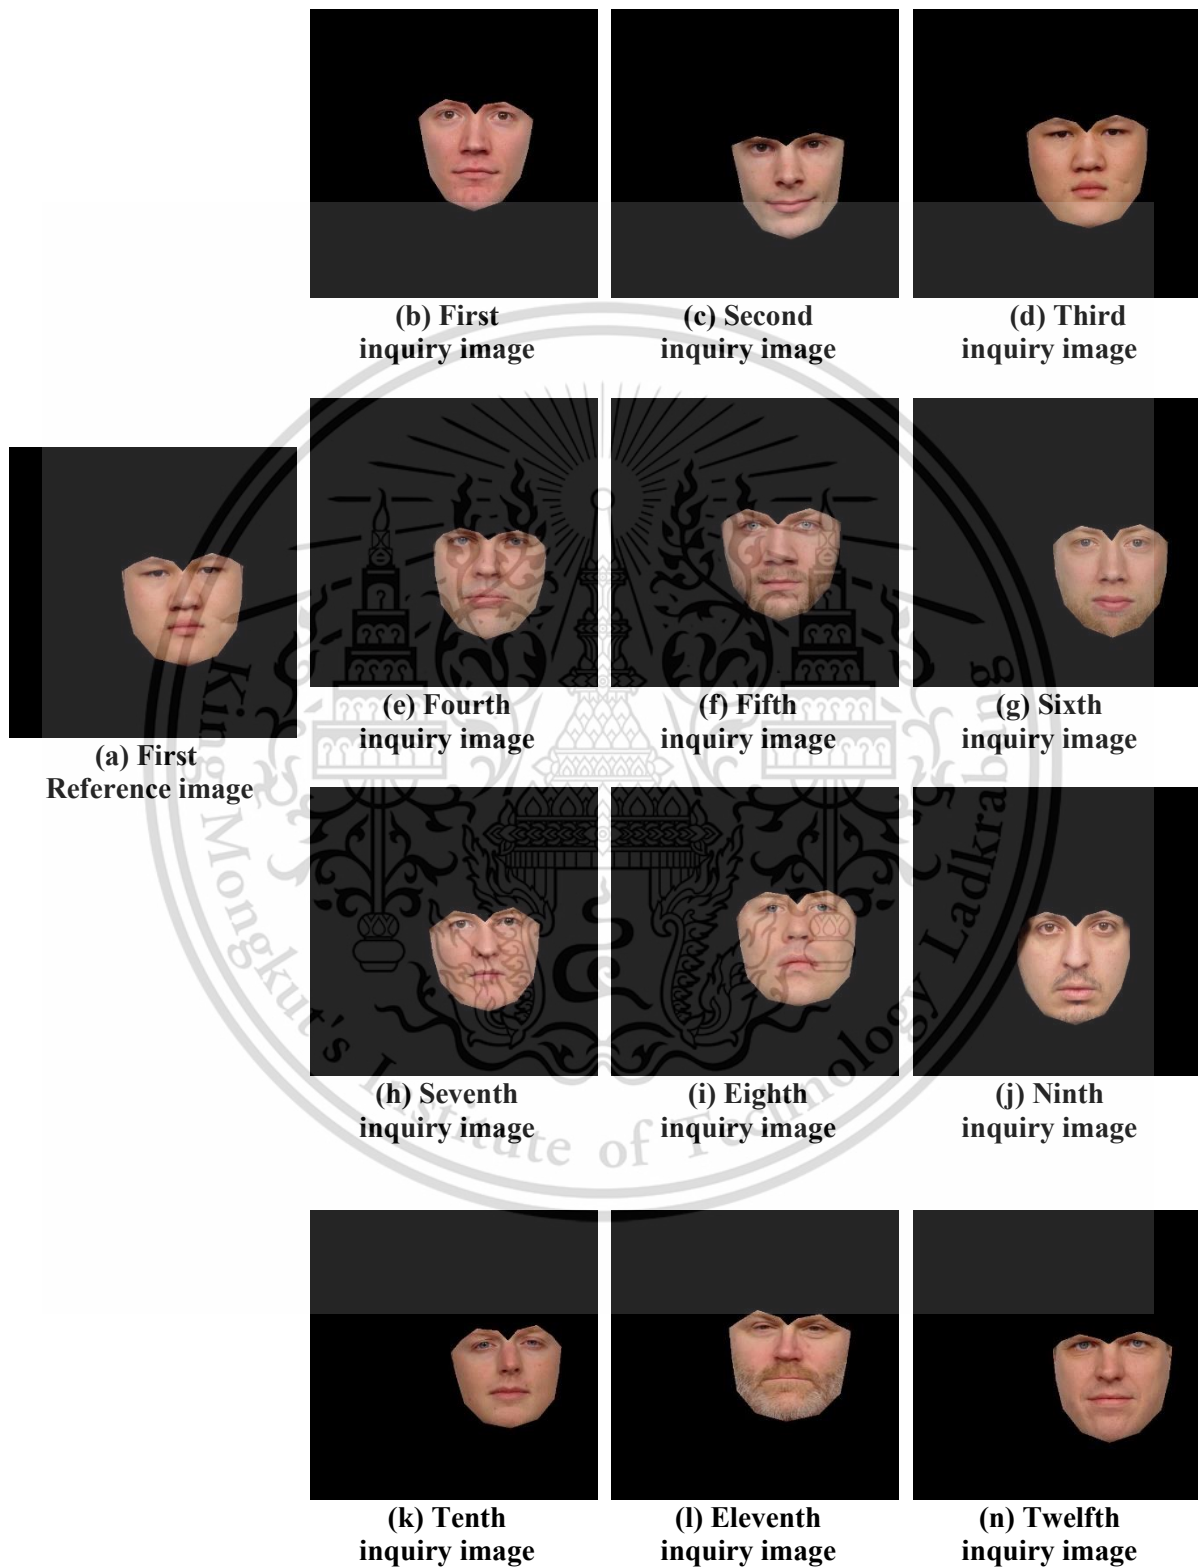 (b) First
inquiry image
(c) Second
inquiry image
(d) Third
inquiry image
(a) First
Reference image
(e) Fourth
inquiry image
(f) Fifth
inquiry image
(g) Sixth
inquiry image
(h) Seventh
inquiry image
(i) Eighth
inquiry image
(j) Ninth
inquiry image
(k) Tenth
inquiry image
(l) Eleventh
inquiry image
(n) Twelfth
inquiry image
King Mongkut's Institute of Technology Ladkrabang